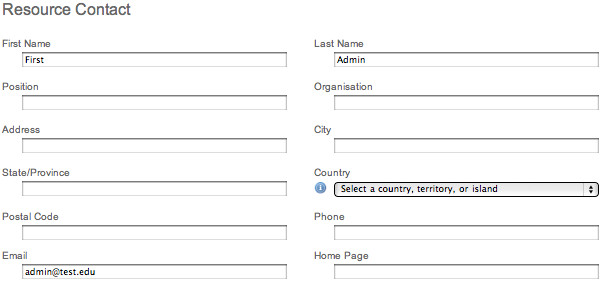 Resource Contact
First Name Last Name
First Admin
Position Organisation
Address City
State/Province Country
Select a country, territory, or island
Postal Code Phone
Email Home Page
admin@test.edu